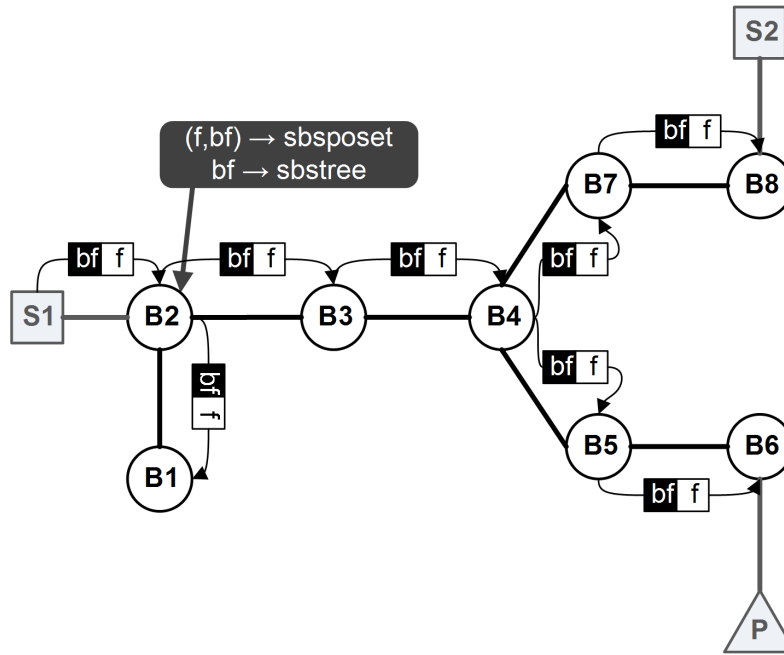 S2
(f,bf) → sbsposet
bf → sbstree
bf f
B7
B8
bf f
bf f
bf f
bf f
S1
B2
B3
B4
bf f
bf f
B1
B5
B6
bf f
P